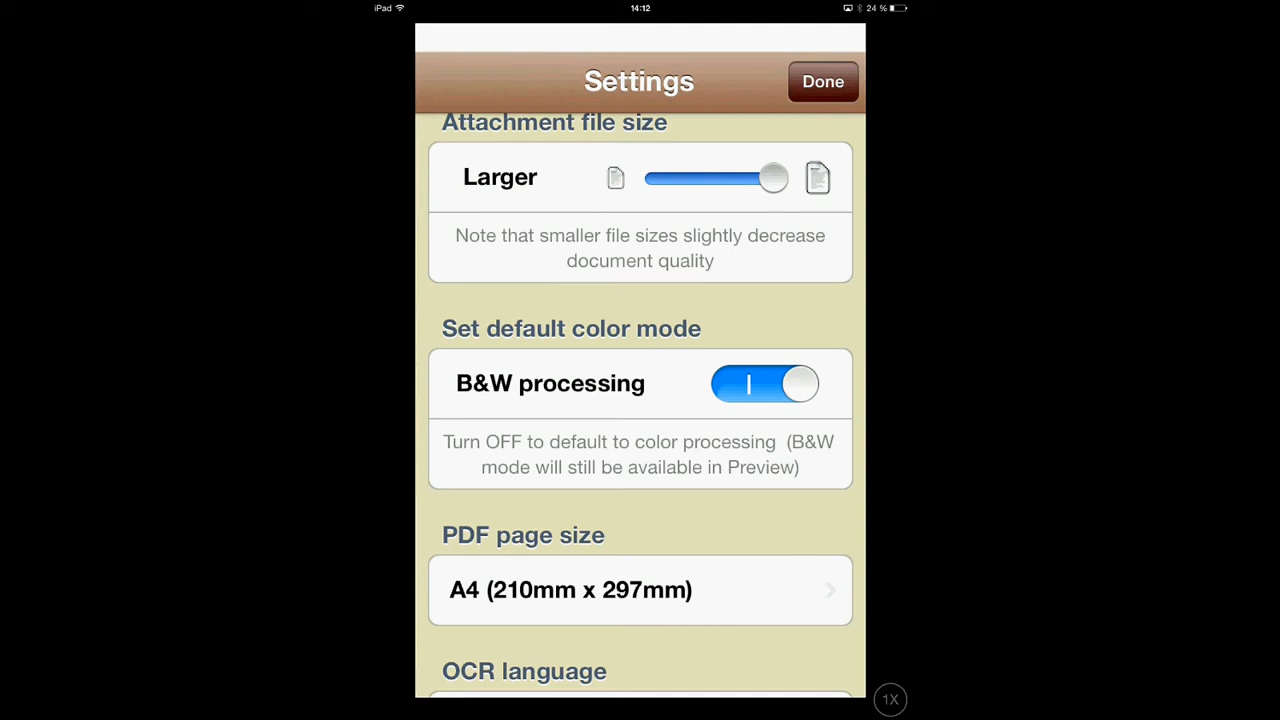 iPad 14:12 24 %
Settings Done
Attachment file size
Larger
Note that smaller file sizes slightly decrease
document quality
Set default color mode
B&W processing
Turn OFF to default to color processing (B&W
mode will still be available in Preview)
PDF page size
A4 (210mm x 297mm)
OCR language
1X